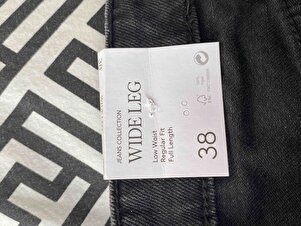 JEANS COLLECTION
WIDE LEG
Low Waist
Regular Fit
Full Length
38